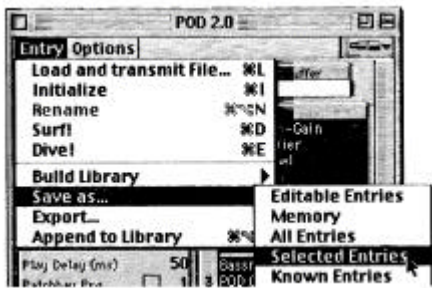 POD 2.0
Entry Options
Load and transmit File... ⌘L
Initialize ⌘I
Rename ⌘⌥N
Surf! ⌘D
Dive! ⌘E
Build Library
Save as...
Export...
Append to Library
Editable Entries
Memory
All Entries
Selected Entries
Known Entries
-Gain
Play Delay (ms) 50